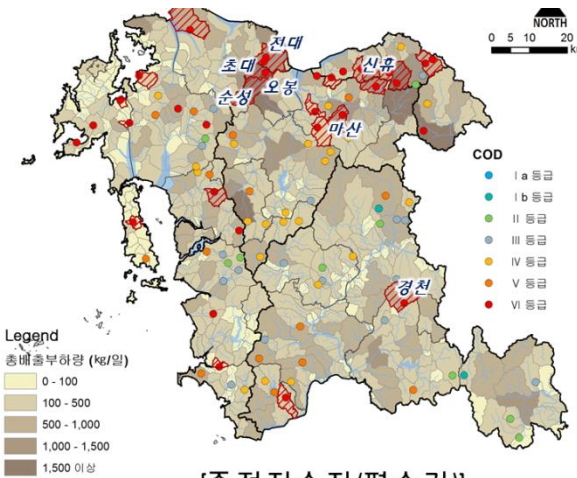 NORTH
0 5 10 20
km
전대
초대
신휴
순성 오봉
마산
COD
Ⅰa 등급
Ⅰb 등급
Ⅱ 등급
Ⅲ 등급
Ⅳ 등급
Ⅴ 등급
Ⅵ 등급
경천
Legend
총배출부하량 (kg/일)
0 - 100
100 - 500
500 - 1,000
1,000 - 1,500
1,500 이상